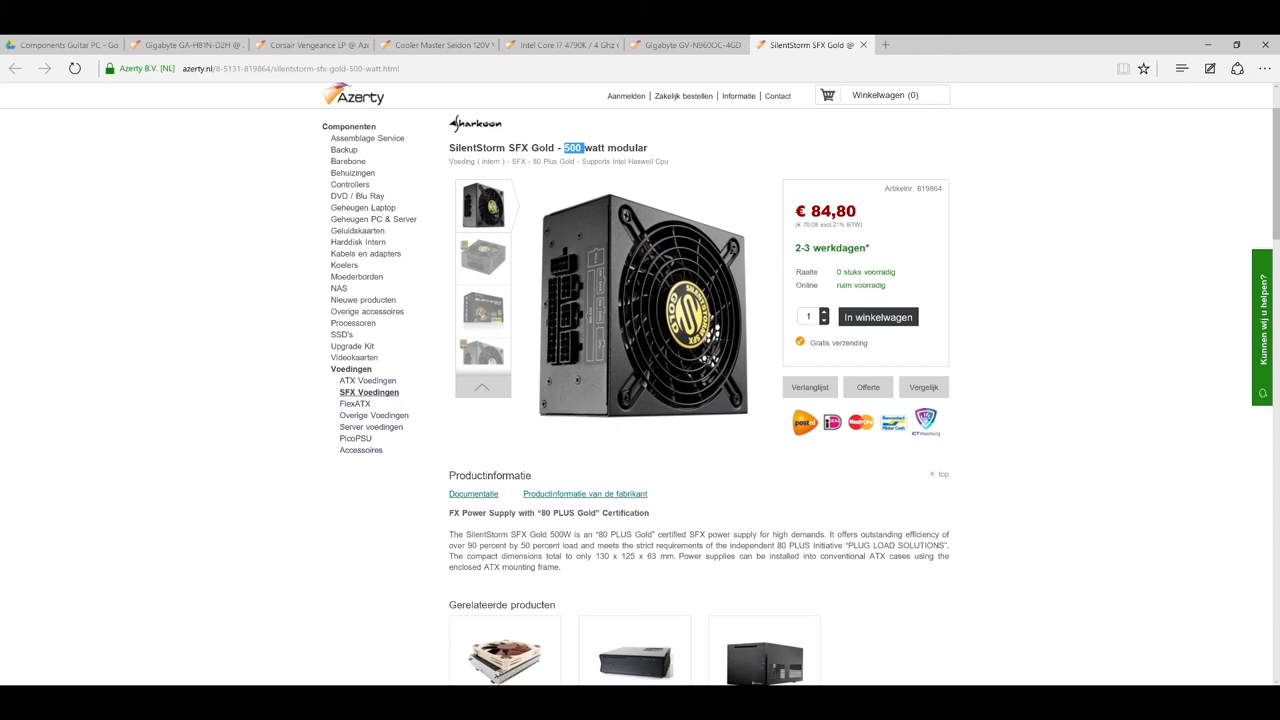 Components Guitar PC - Go
Gigabyte GA-H81N-D2H @
Corsair Vengeance LP @ Aze
Cooler Master Seidon 120V
Intel Core I7 4790K / 4 Ghz
Gigabyte GV-N960OC-4GD
SilentStorm SFX Gold @
Azerty B.V. [NL]
azerty.nl/8-5131-819864/silentstorm-sfx-gold-500-watt.html
Azerty
Aanmelden | Zakelijk bestellen | Informatie | Contact
Winkelwagen (0)
Componenten
Assemblage Service
Backup
Barebone
Behuizingen
Controllers
DVD / Blu Ray
Geheugen Laptop
Geheugen PC & Server
Geluidskaarten
Harddisk Intern
Kabels en adapters
Koelers
Moederborden
NAS
Nieuwe producten
Overige accessoires
Processoren
SSD's
Upgrade Kit
Videokaarten
Voedingen
ATX Voedingen
SFX Voedingen
FlexATX
Overige Voedingen
Server voedingen
PicoPSU
Accessoires
Sharkoon
SilentStorm SFX Gold - 500 watt modular
Voeding ( intern ) - SFX - 80 Plus Gold - Supports Intel Haswell Cpu
SILENTSTORM SFX
GOLD
Artikelnr. 819864
€ 84,80
(€ 70,08 excl.21% BTW)
2-3 werkdagen*
Raalte 0 stuks voorradig
Online ruim voorradig
1
In winkelwagen
Gratis verzending
Verlanglijst
Offerte
Vergelijk
Kunnen wij u helpen?
Productinformatie
top
Documentatie
Productinformatie van de fabrikant
FX Power Supply with “80 PLUS Gold” Certification
The SilentStorm SFX Gold 500W is an “80 PLUS Gold” certified SFX power supply for high demands. It offers outstanding efficiency of
over 90 percent by 50 percent load and meets the strict requirements of the independent 80 PLUS Initiative “PLUG LOAD SOLUTIONS”.
The compact dimensions total to only 130 x 125 x 63 mm. Power supplies can be installed into conventional ATX cases using the
enclosed ATX mounting frame.
Gerelateerde producten